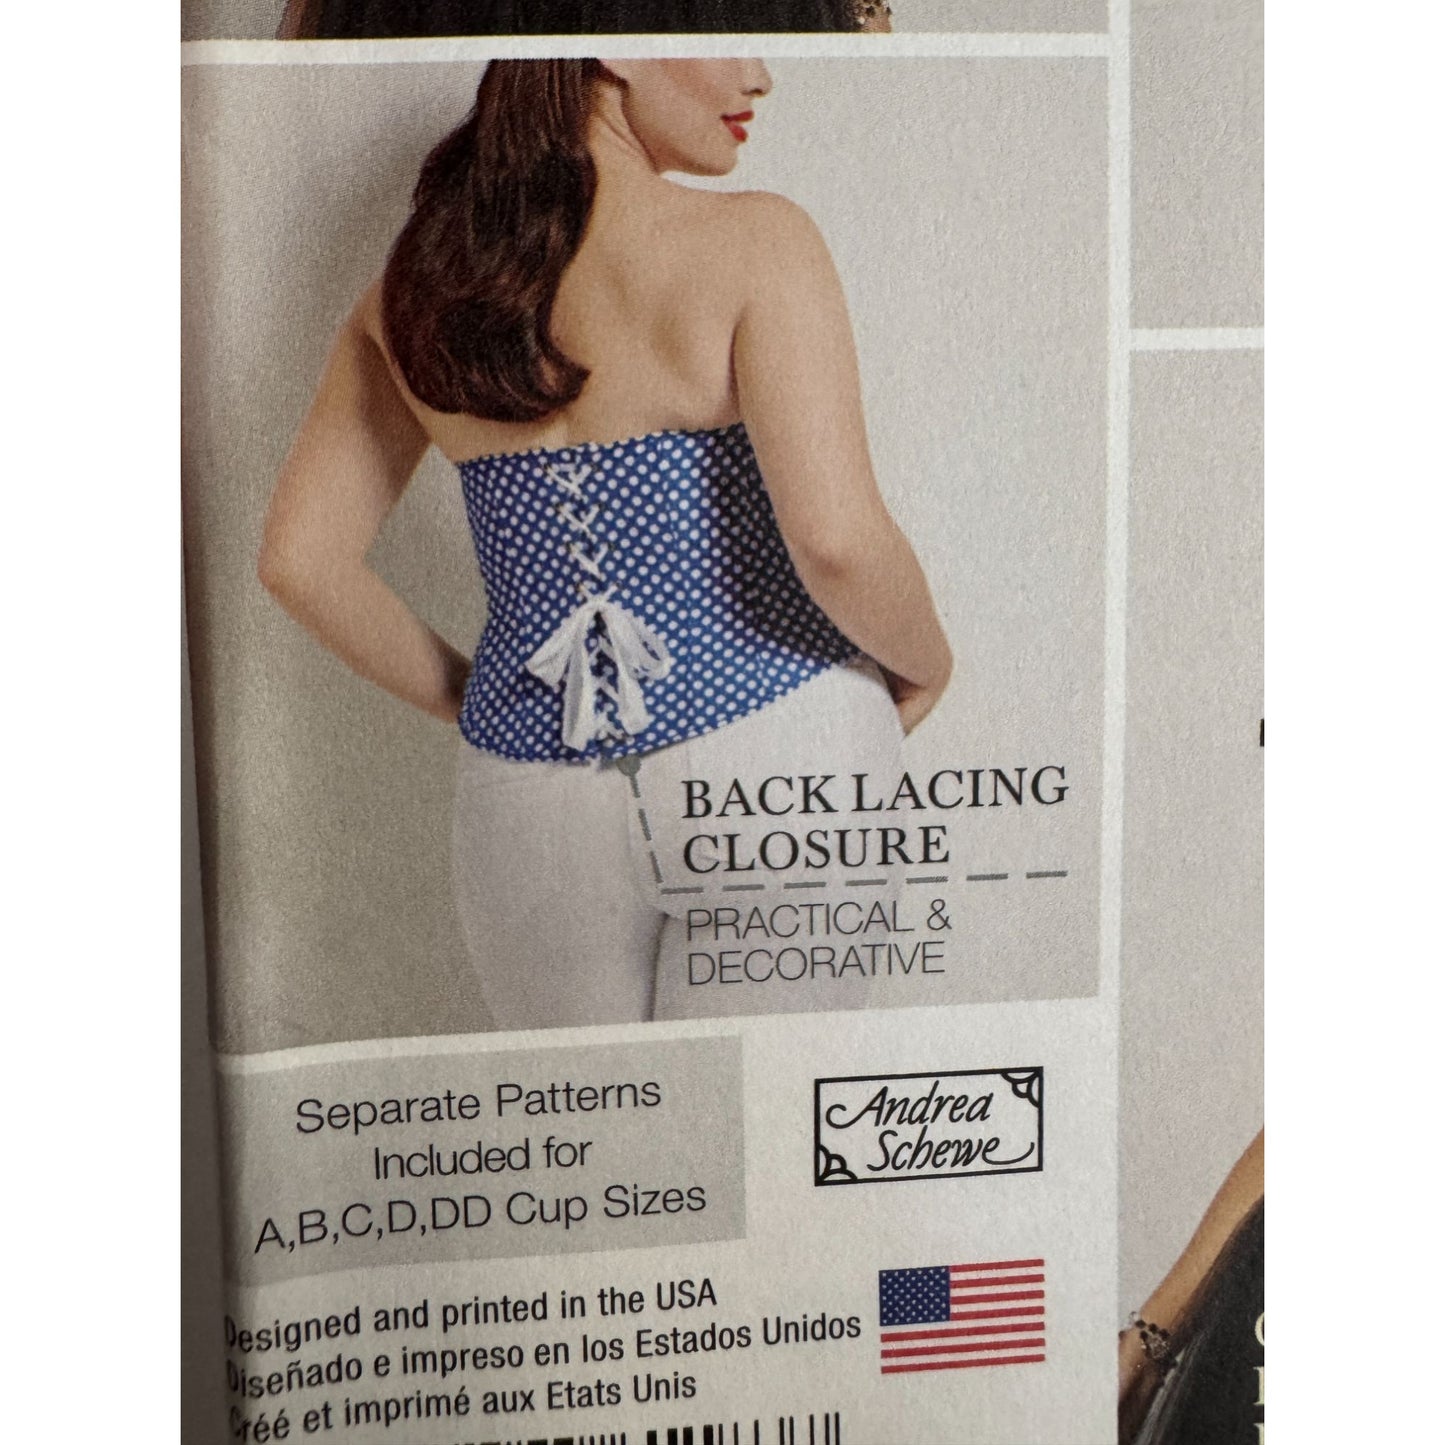 BACK LACING
CLOSURE
PRACTICAL &
DECORATIVE
Separate Patterns
Included for
A,B,C,D,DD Cup Sizes
Andrea
Schewe
Designed and printed in the USA
Diseñado e impreso en los Estados Unidos
Créé et imprimé aux Etats Unis